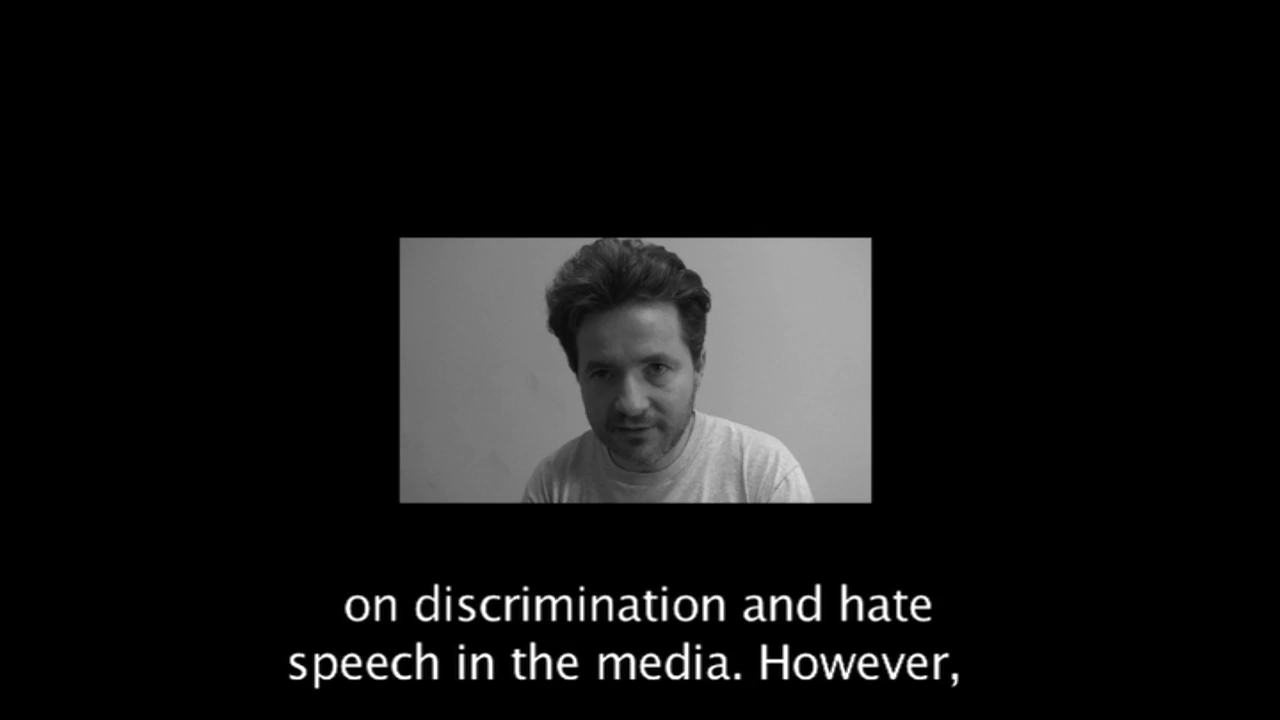 on discrimination and hate
speech in the media. However,